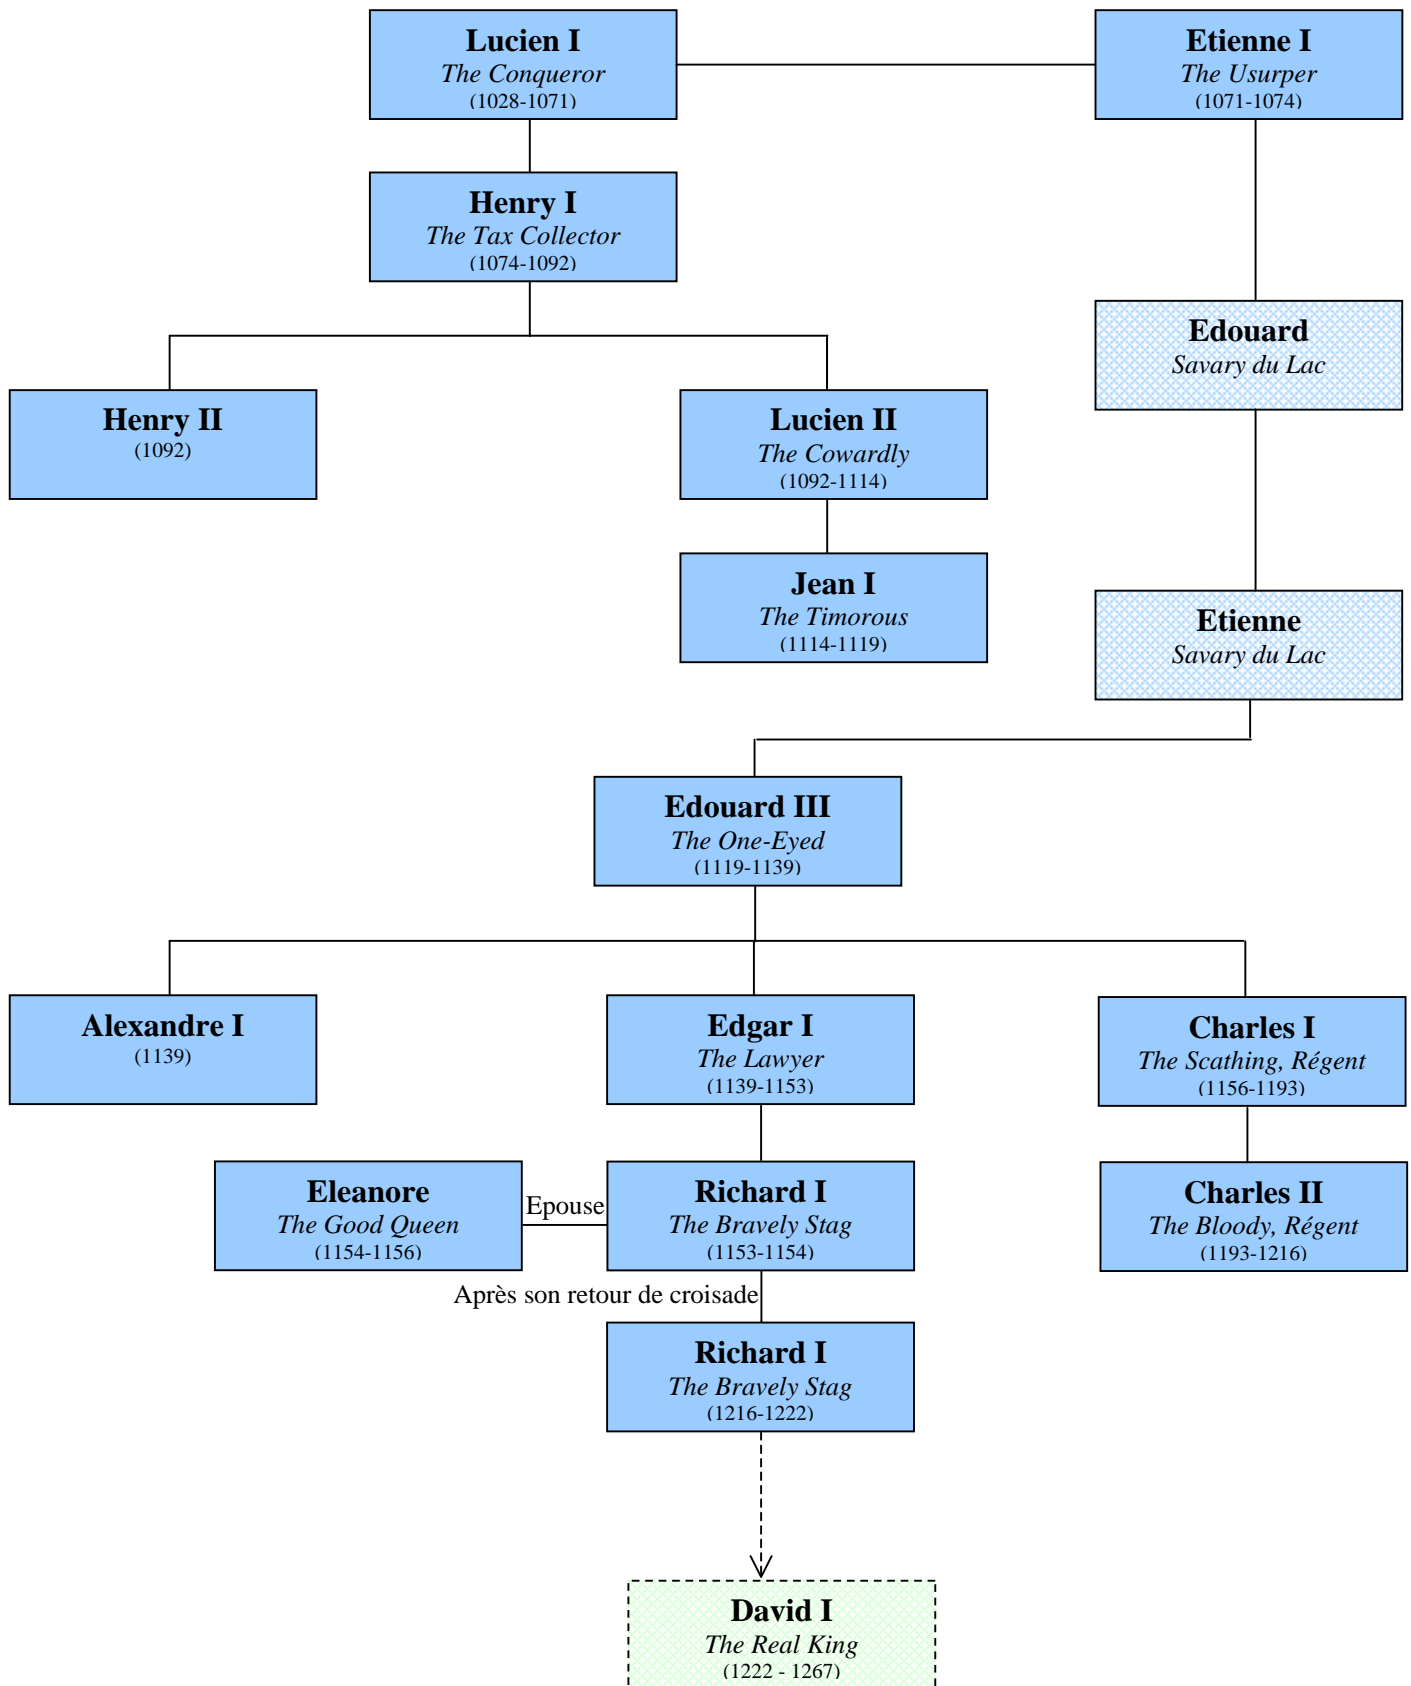 Lucien I
The Conqueror
(1028-1071)
Etienne I
The Usurper
(1071-1074)
Henry I
The Tax Collector
(1074-1092)
Edouard
Savary du Lac
Henry II
(1092)
Lucien II
The Cowardly
(1092-1114)
Jean I
The Timorous
(1114-1119)
Etienne
Savary du Lac
Edouard III
The One-Eyed
(1119-1139)
Alexandre I
(1139)
Edgar I
The Lawyer
(1139-1153)
Charles I
The Scathing, Régent
(1156-1193)
Eleanore
The Good Queen
(1154-1156)
Epouse
Richard I
The Bravely Stag
(1153-1154)
Charles II
The Bloody, Régent
(1193-1216)
Après son retour de croisade
Richard I
The Bravely Stag
(1216-1222)
David I
The Real King
(1222 - 1267)